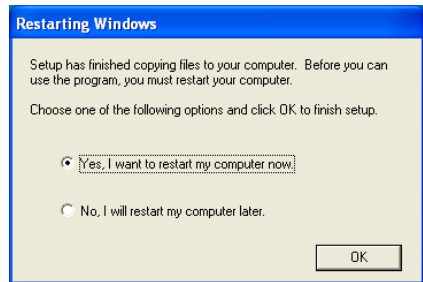 Restarting Windows
Setup has finished copying files to your computer. Before you can
use the program, you must restart your computer.
Choose one of the following options and click OK to finish setup.
Yes, I want to restart my computer now.
No, I will restart my computer later.
OK